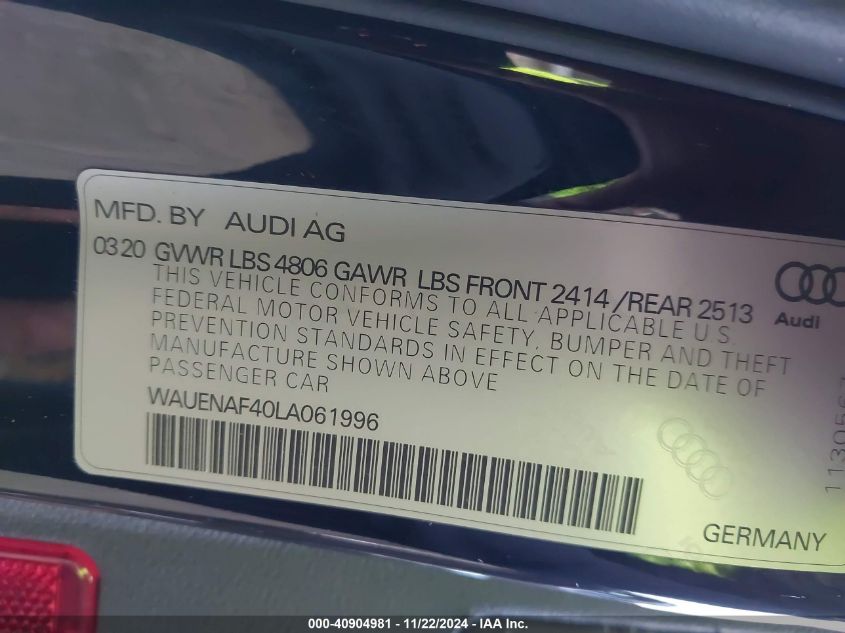 MFD. BY AUDI AG
0320 GVWR LBS 4806 GAWR LBS FRONT 2414 /REAR 2513
THIS VEHICLE CONFORMS TO ALL APPLICABLE U.S.
FEDERAL MOTOR VEHICLE SAFETY, BUMPER AND THEFT
PREVENTION STANDARDS IN EFFECT ON THE DATE OF
MANUFACTURE SHOWN ABOVE
PASSENGER CAR
WAUENAF40LA061996
Audi
GERMANY
000-40904981 - 11/22/2024 - IAA Inc.